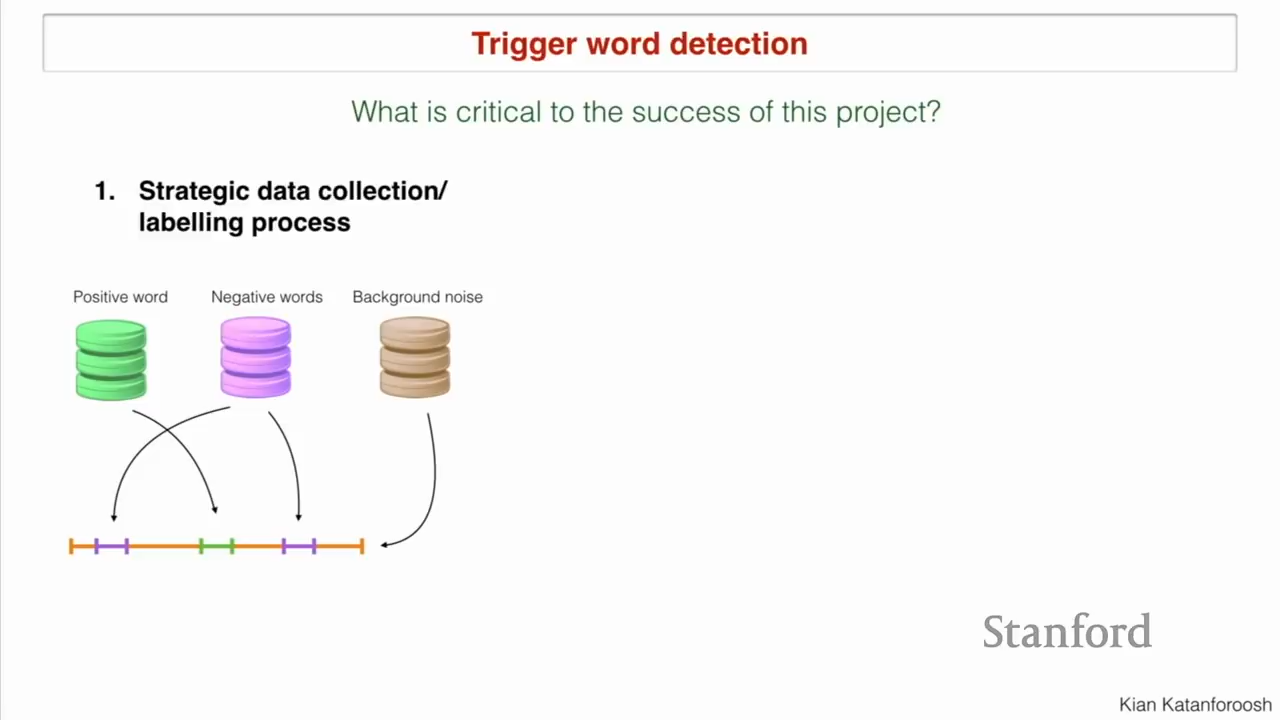 Trigger word detection
What is critical to the success of this project?
1. Strategic data collection/
labelling process
Positive word
Negative words
Background noise
Stanford
Kian Katanforoosh